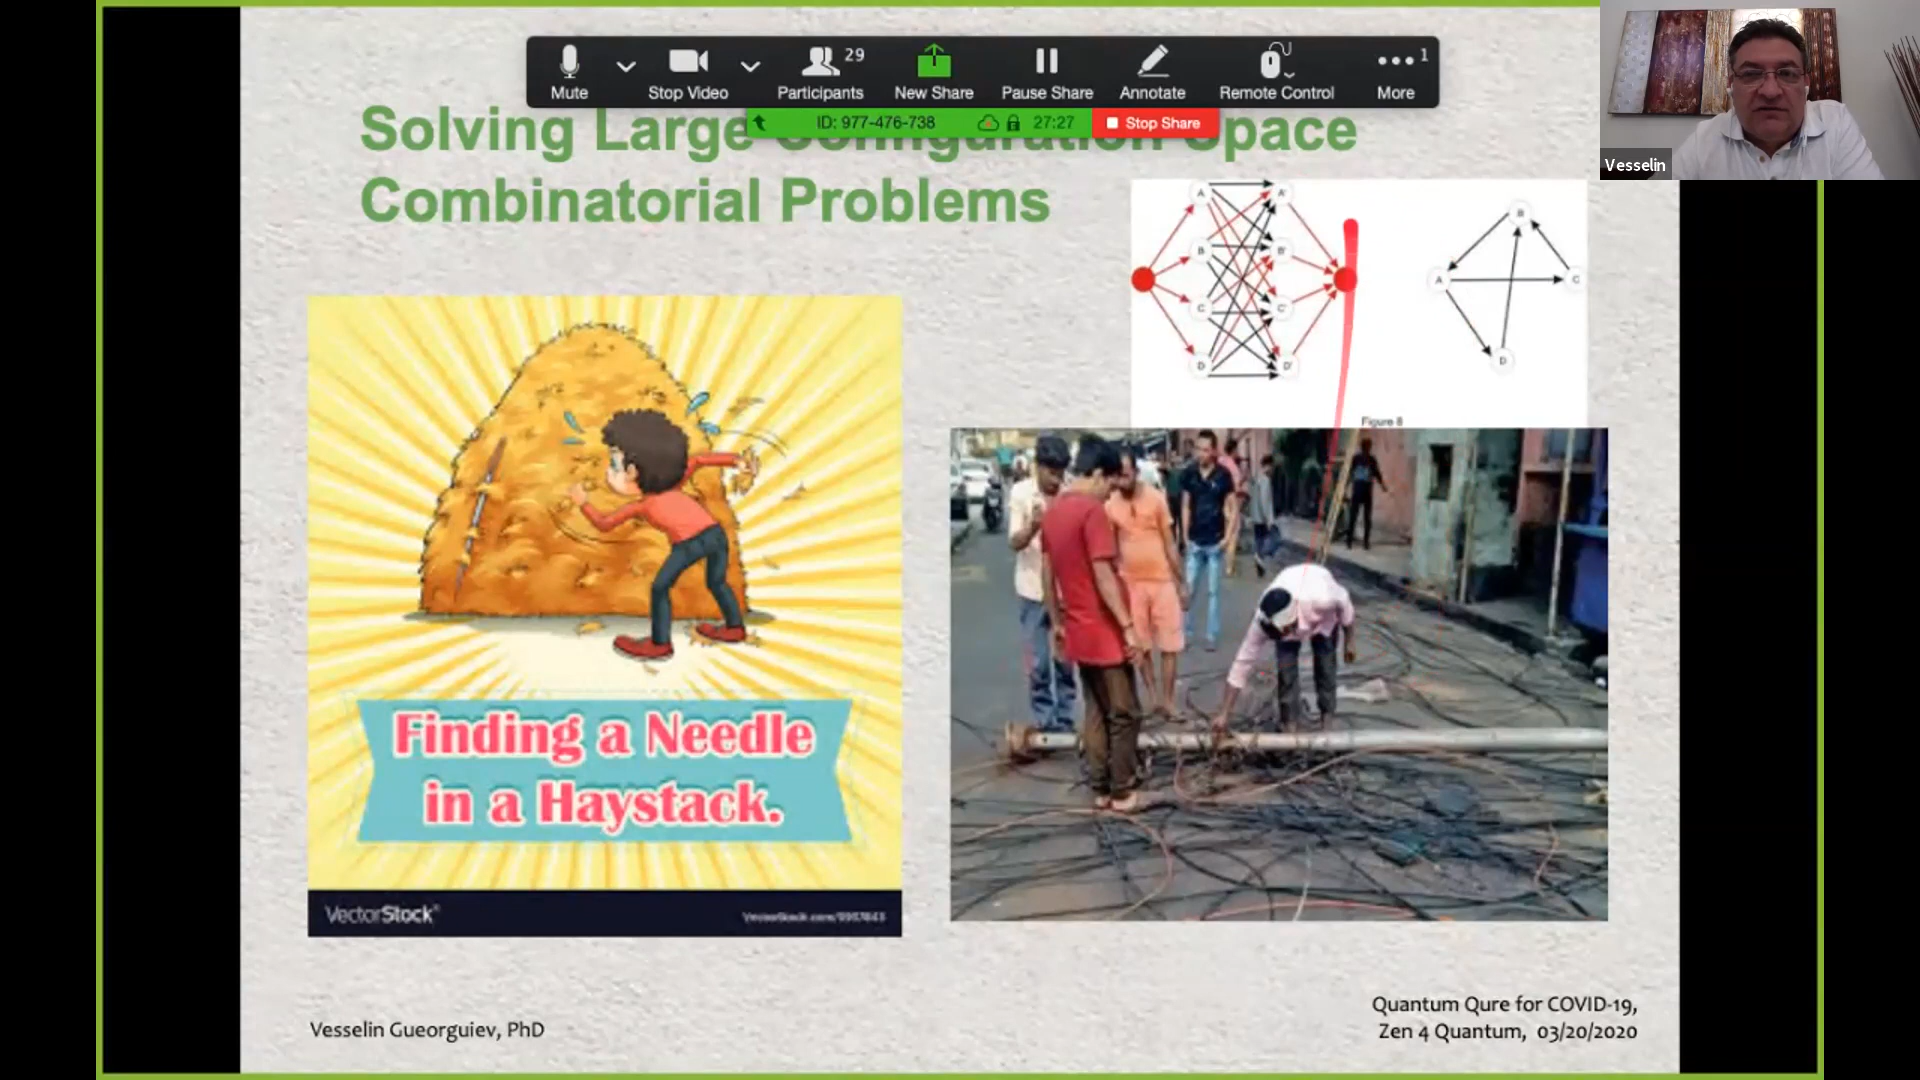 Mute
Stop Video
Participants
29
New Share
Pause Share
Annotate
Remote Control
More
1
ID: 977-476-738
27:27
Stop Share
Vesselin
Solving Large Configuration Space
Combinatorial Problems
A
A'
B
B'
C
C'
D
D'
B
A
C
D
Figure 8
Finding a Needle
in a Haystack.
VectorStock®
Vesselin Gueorguiev, PhD
Quantum Qure for COVID-19,
Zen 4 Quantum, 03/20/2020